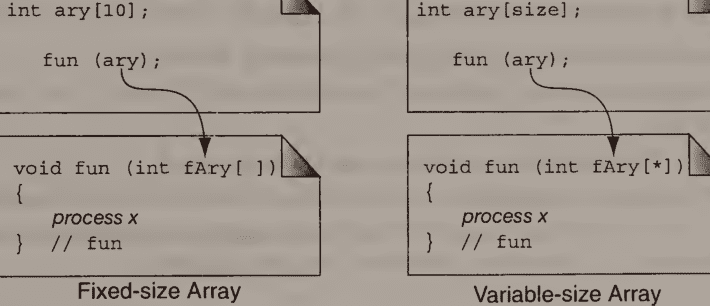 int ary[10];
fun (ary);
void fun (int fAry[ ])
{
process x
} // fun
Fixed-size Array
int ary[size];
fun (ary);
void fun (int fAry[*])
{
process x
} // fun
Variable-size Array